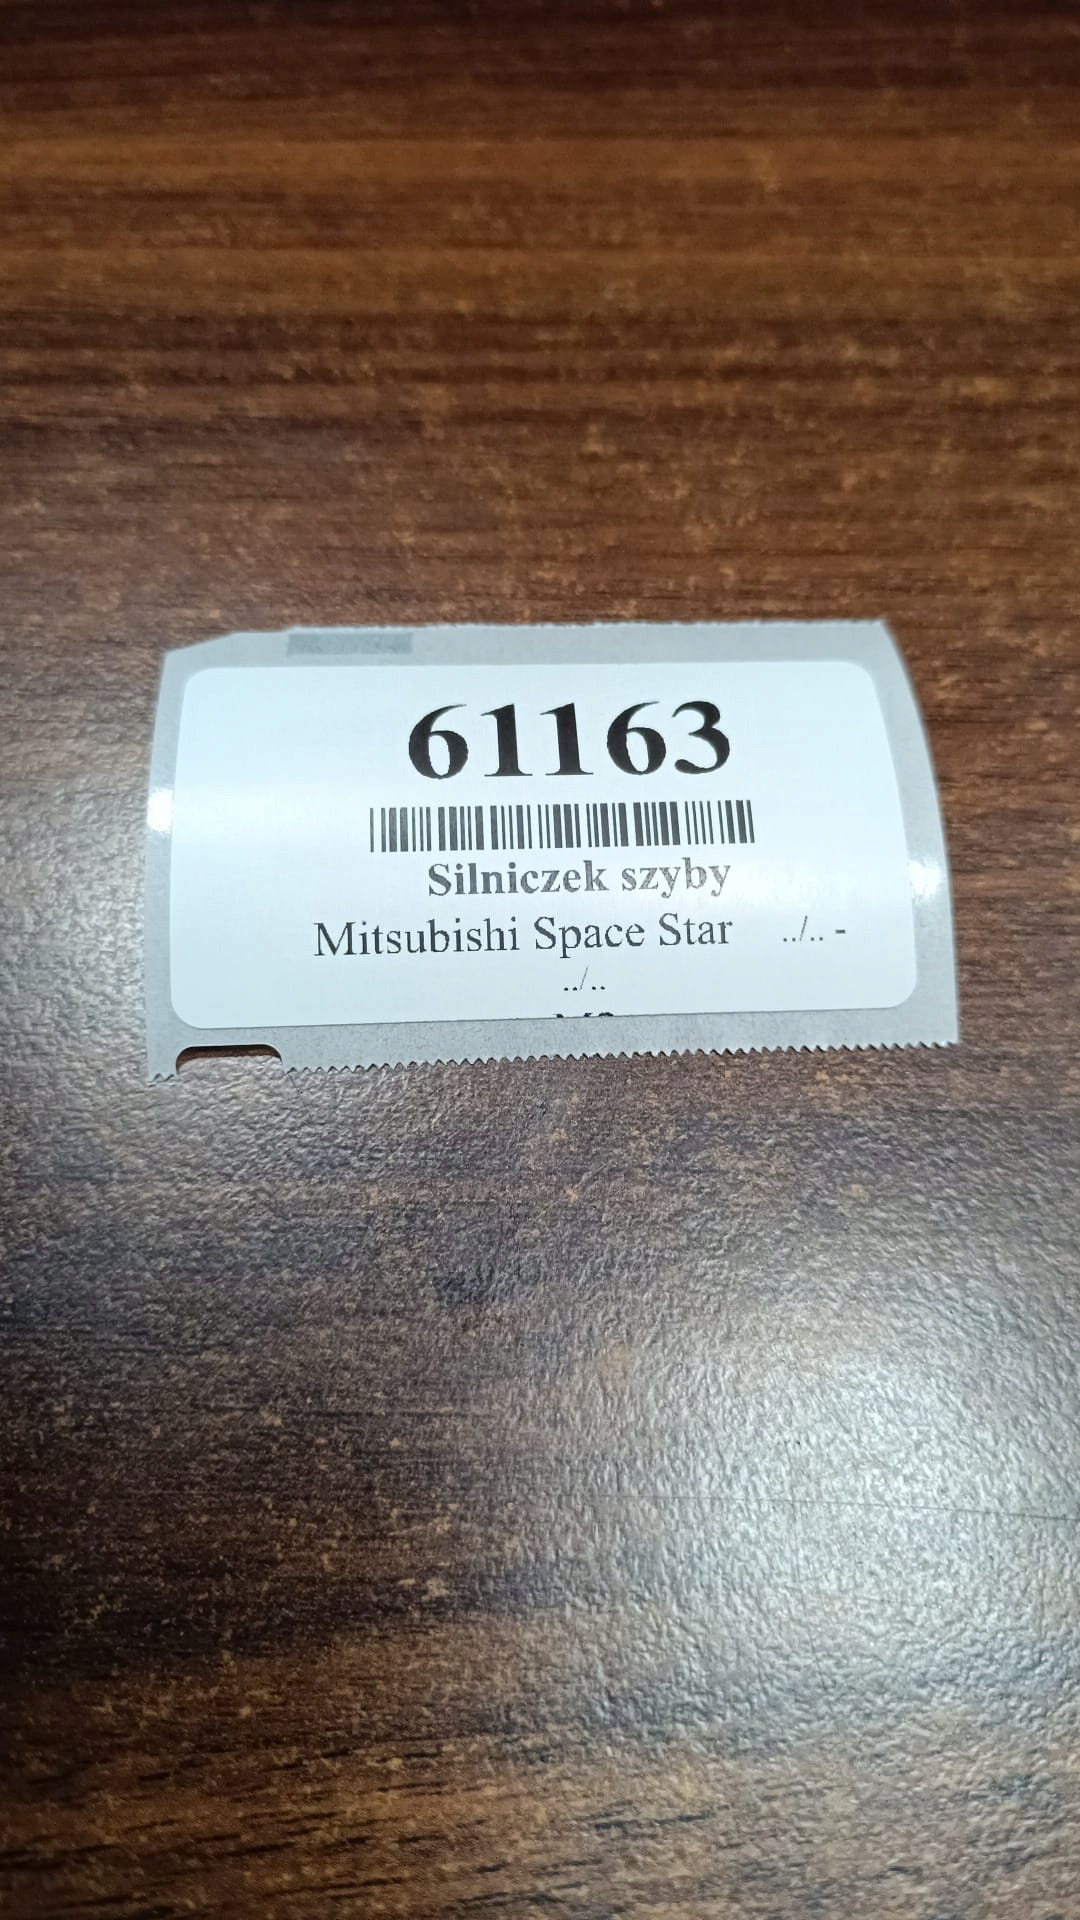 61163
Silniczek szyby
Mitsubishi Space Star ../.. -
../..